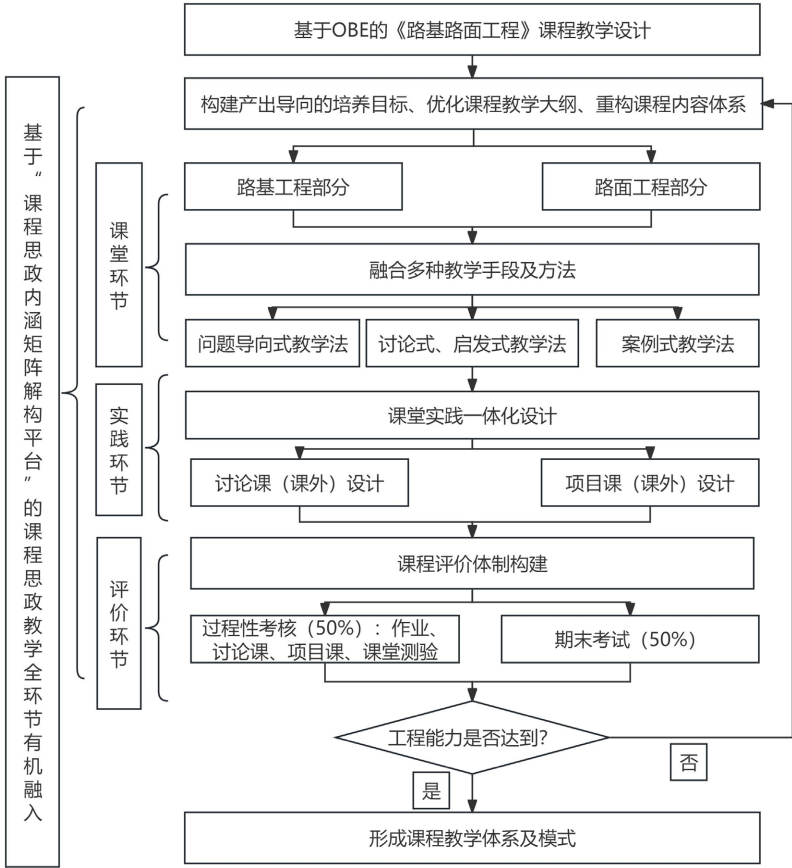 基于OBE的《路基路面工程》课程教学设计
构建产出导向的培养目标、优化课程教学大纲、重构课程内容体系
基于“课程思政内涵矩阵解构平台”的课程思政教学全环节有机融入
课堂环节
路基工程部分
路面工程部分
融合多种教学手段及方法
问题导向式教学法
讨论式、启发式教学法
案例式教学法
实践环节
课堂实践一体化设计
讨论课（课外）设计
项目课（课外）设计
评价环节
课程评价体制构建
过程性考核（50%）：作业、
讨论课、项目课、课堂测验
期末考试（50%）
工程能力是否达到?
否
是
形成课程教学体系及模式